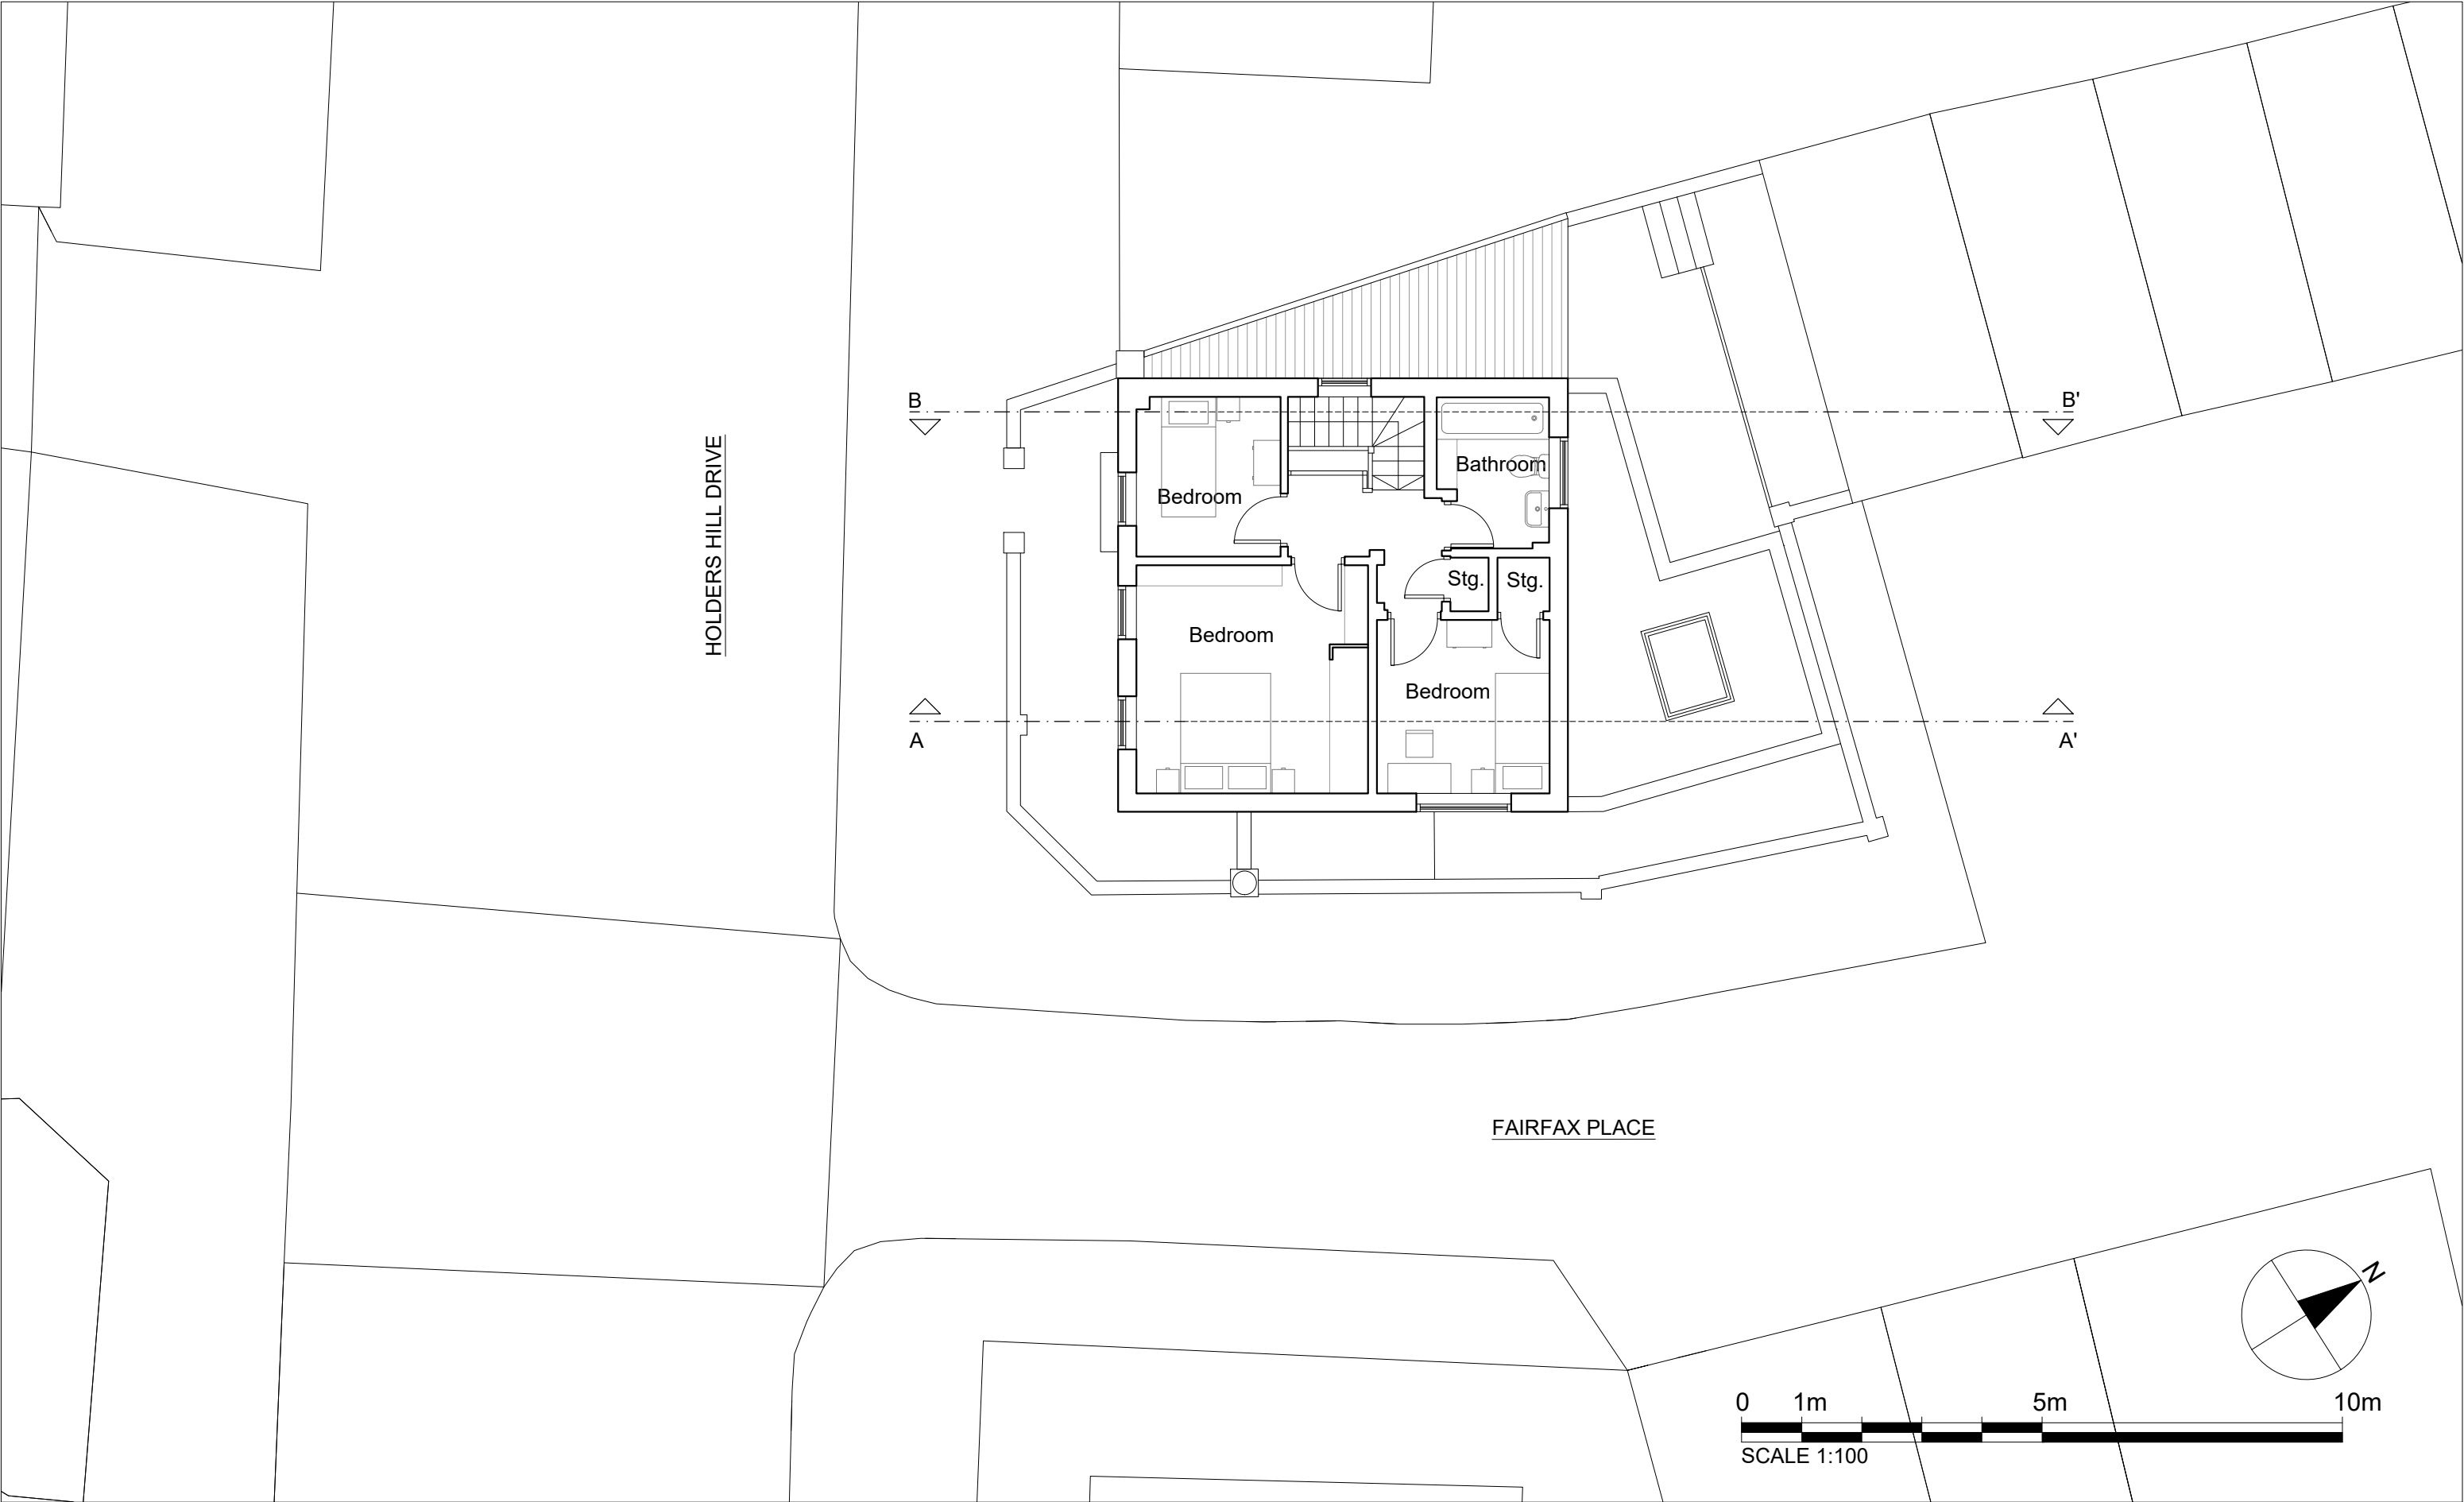 B
B'
HOLDERS HILL DRIVE
Bathroom
Bedroom
Stg.
Stg.
Bedroom
Bedroom
A
A'
FAIRFAX PLACE
N
0 1m 5m 10m
SCALE 1:100